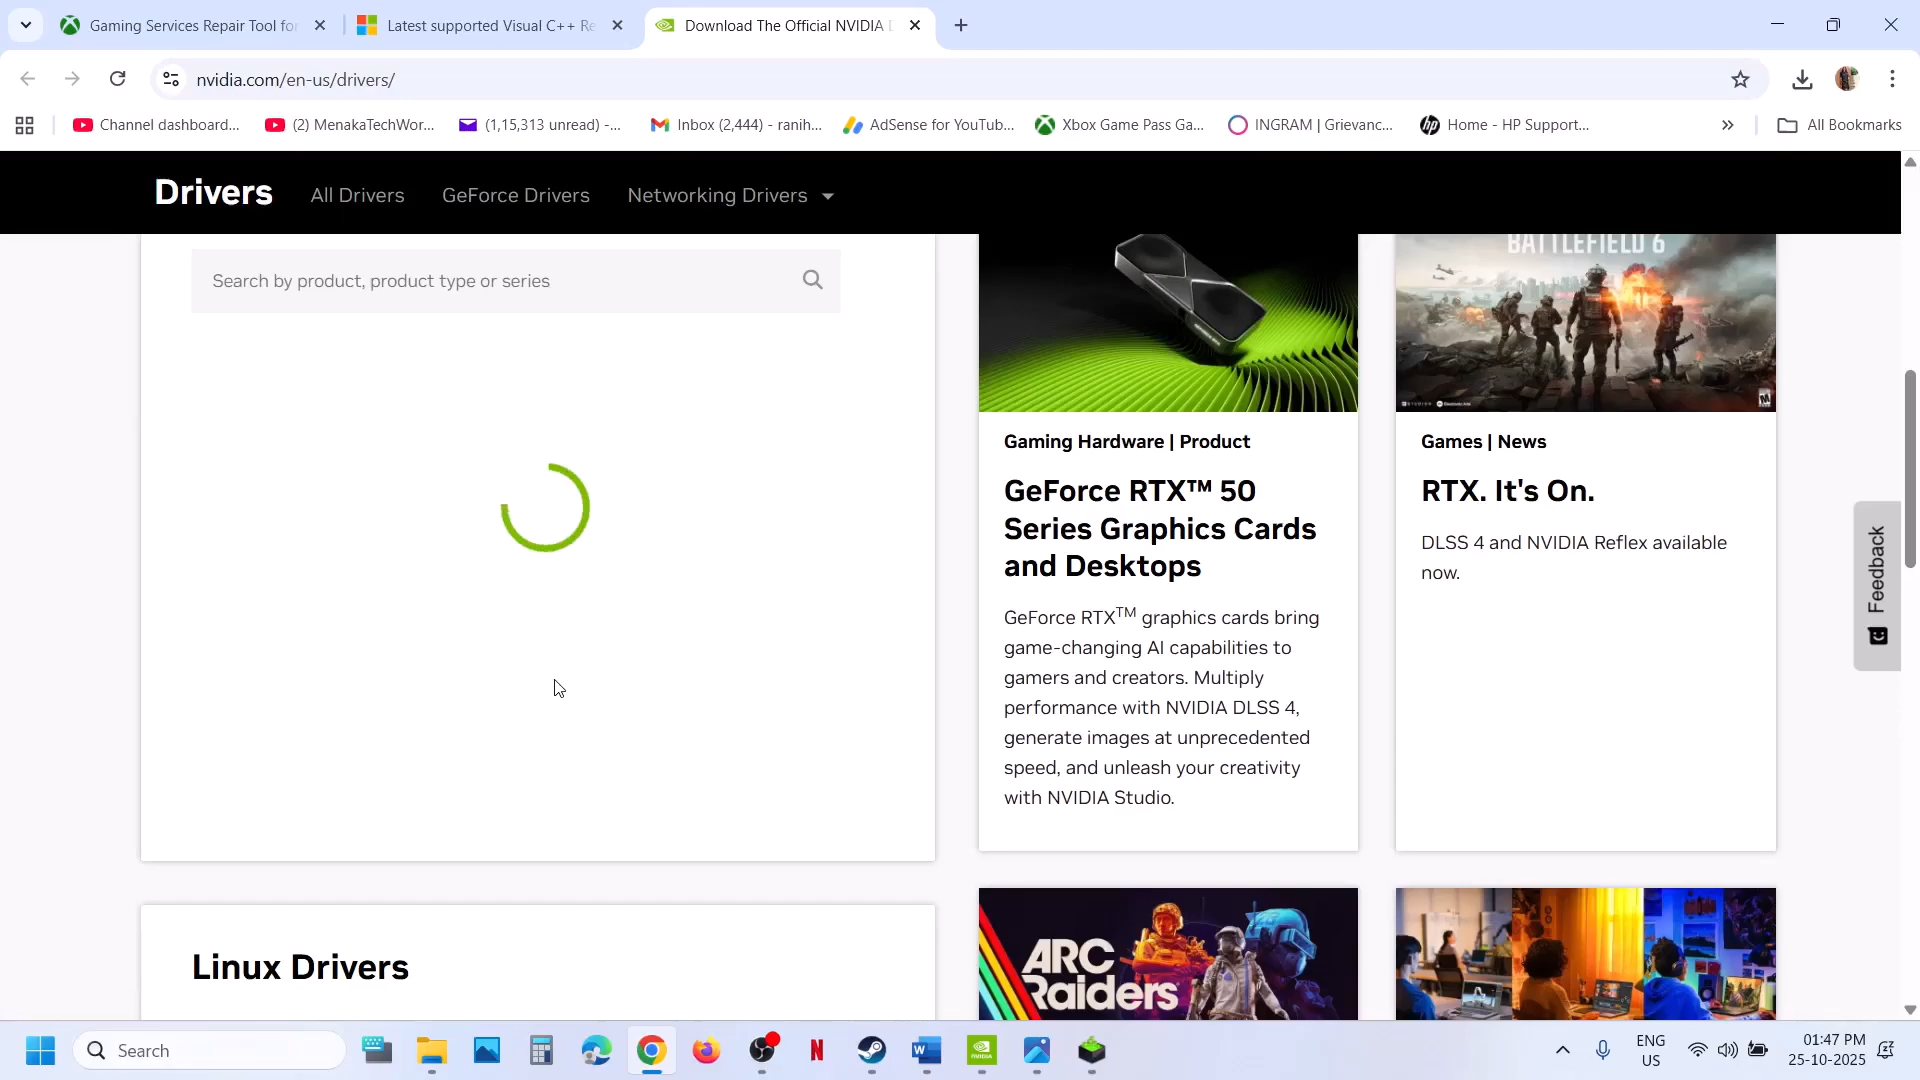 Gaming Services Repair Tool for
Latest supported Visual C++ Re
Download The Official NVIDIA D
nvidia.com/en-us/drivers/
Channel dashboard...
(2) MenakaTechWor...
(1,15,313 unread) -...
Inbox (2,444) - ranih...
AdSense for YouTub...
Xbox Game Pass Ga...
INGRAM | Grievanc...
Home - HP Support...
All Bookmarks
Drivers
All Drivers
GeForce Drivers
Networking Drivers
Search by product, product type or series
BATTLEFIELD 6
Gaming Hardware | Product
GeForce RTX™ 50
Series Graphics Cards
and Desktops
GeForce RTX™ graphics cards bring
game-changing AI capabilities to
gamers and creators. Multiply
performance with NVIDIA DLSS 4,
generate images at unprecedented
speed, and unleash your creativity
with NVIDIA Studio.
Games | News
RTX. It's On.
DLSS 4 and NVIDIA Reflex available
now.
Feedback
Linux Drivers
ARC
Raiders
Search
ENG
US
01:47 PM
25-10-2025